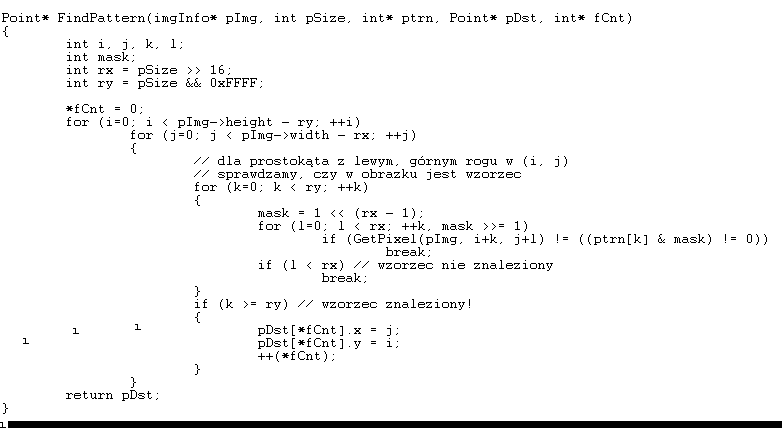 Point* FindPattern(imgInfo* pImg, int pSize, int* ptrn, Point* pDst, int* fCnt)
{
int i, j, k, l;
int mask;
int rx = pSize >> 16;
int ry = pSize && 0xFFFF;
*fCnt = 0;
for (i=0; i < pImg->height - ry; ++i)
for (j=0; j < pImg->width - rx; ++j)
{
// dla prostokąta z lewym, górnym rogu w (i, j)
// sprawdzamy, czy w obrazku jest wzorzec
for (k=0; k < ry; ++k)
{
mask = 1 << (rx - 1);
for (l=0; l < rx; ++k, mask >>= 1)
if (GetPixel(pImg, i+k, j+l) != ((ptrn[k] & mask) != 0))
break;
if (l < rx) // wzorzec nie znaleziony
break;
}
if (k >= ry) // wzorzec znaleziony!
{
pDst[*fCnt].x = j;
pDst[*fCnt].y = i;
++(*fCnt);
}
}
return pDst;
}